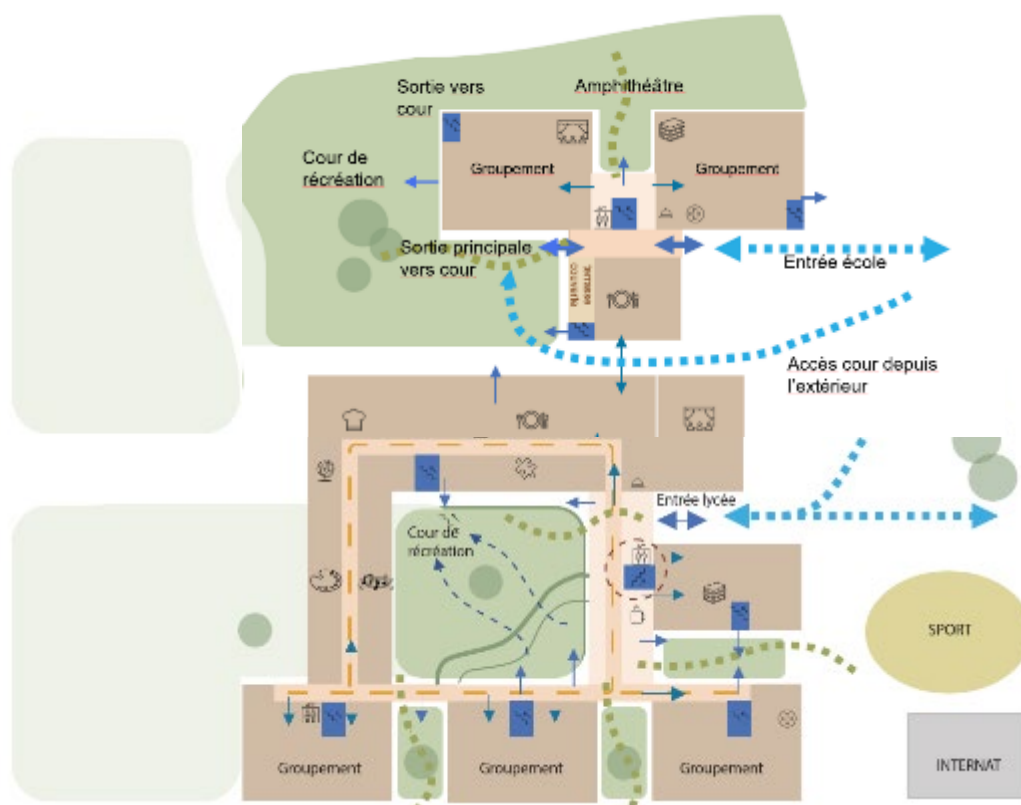 Sortie vers
cour
Amphithéâtre
Cour de
récréation
Groupement
Groupement
Sortie principale
vers cour
Entrée école
Accès cour depuis
l'extérieur
Entrée lycée
Cour de
récréation
SPORT
INTERNAT
Groupement
Groupement
Groupement